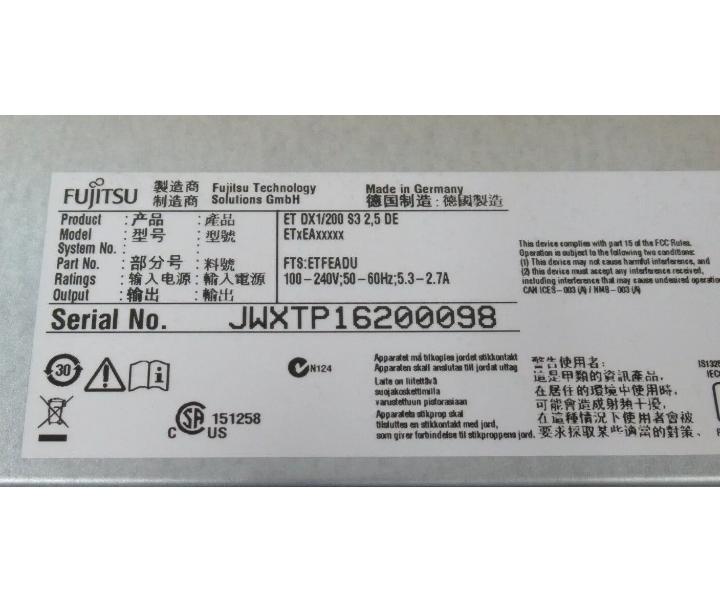 FUJITSU 製造商 Fujitsu Technology Made in Germany
制造商 Solutions GmbH 德国制造: 德國製造
Product : 产品 : 產品 ET DX1/200 S3 2,5 DE
Model : 型号 : 型號 ETxEAxxxxx
System No. :
Part No. : 部分号 : 料號 FTS:ETFEADU
Ratings : 输入电源 : 輸入電源 100-240V;50-60Hz;5.3-2.7A
Output : 输出 : 輸出
Serial No. JWXTP16200098
This device complies with part 15 of the FCC Rules.
Operation is subject to the following two conditions:
(1) This device may not cause harmful interference, and
(2) this device must accept any interference received,
including interference that may cause undesired operation
CAN ICES-003 (A) / NMB-003 (A)
30 i
N124
C SA 151258
C US
Apparatet må tilkoples jordet stikkontakt
Apparaten skall anslutas till jordat uttag
Laite on liitettävä
suojakoskettimilla
varustettuun pistorasiaan
Apparatets stikprop skal
tilsluttes en stikkontakt med jord,
som giver forbindelse til stikproppens jord.
警告使用者:
這是甲類的資訊產品,
在居住的環境中使用時,
可能會造成射頻干擾,
在這種情況下使用者會被
要求採取某些適當的對策、
IS1325
IEC